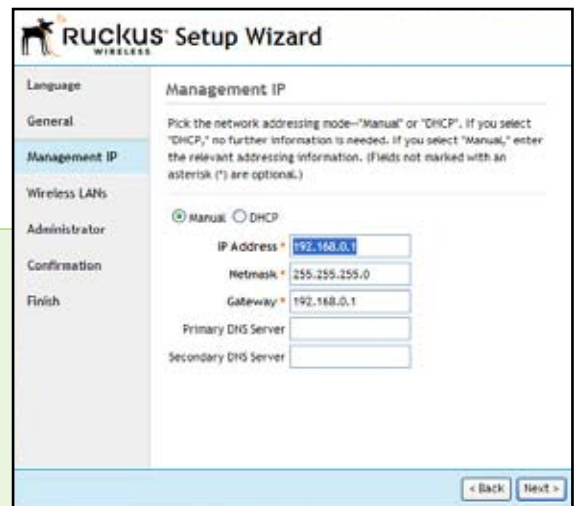 Ruckus Setup Wizard
WIRELESS
Language
General
Management IP
Wireless LANs
Administrator
Confirmation
Finish
Management IP
Pick the network addressing mode--"Manual" or "DHCP". If you select
"DHCP," no further information is needed. If you select "Manual," enter
the relevant addressing information. (Fields not marked with an
asterisk (*) are optional.)
Manual DHCP
IP Address * 192.168.0.1
Netmask * 255.255.255.0
Gateway * 192.168.0.1
Primary DNS Server
Secondary DNS Server
< Back Next >